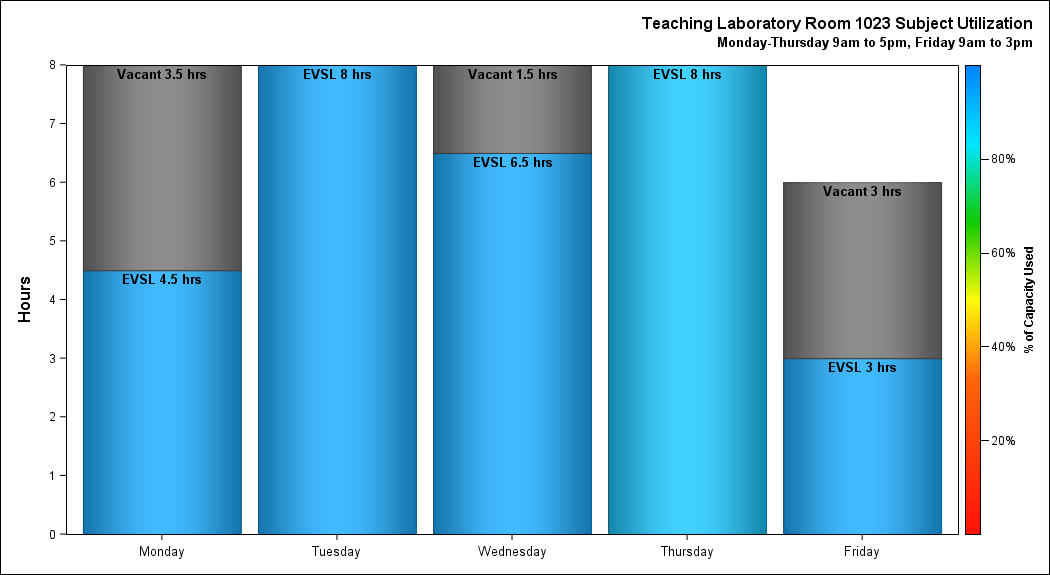 Teaching Laboratory Room 1023 Subject Utilization
Monday-Thursday 9am to 5pm, Friday 9am to 3pm
Hours
8
7
6
5
4
3
2
1
0
Vacant 3.5 hrs
EVSL 4.5 hrs
EVSL 8 hrs
Vacant 1.5 hrs
EVSL 6.5 hrs
EVSL 8 hrs
Vacant 3 hrs
EVSL 3 hrs
Monday
Tuesday
Wednesday
Thursday
Friday
80%
60%
40%
20%
% of Capacity Used